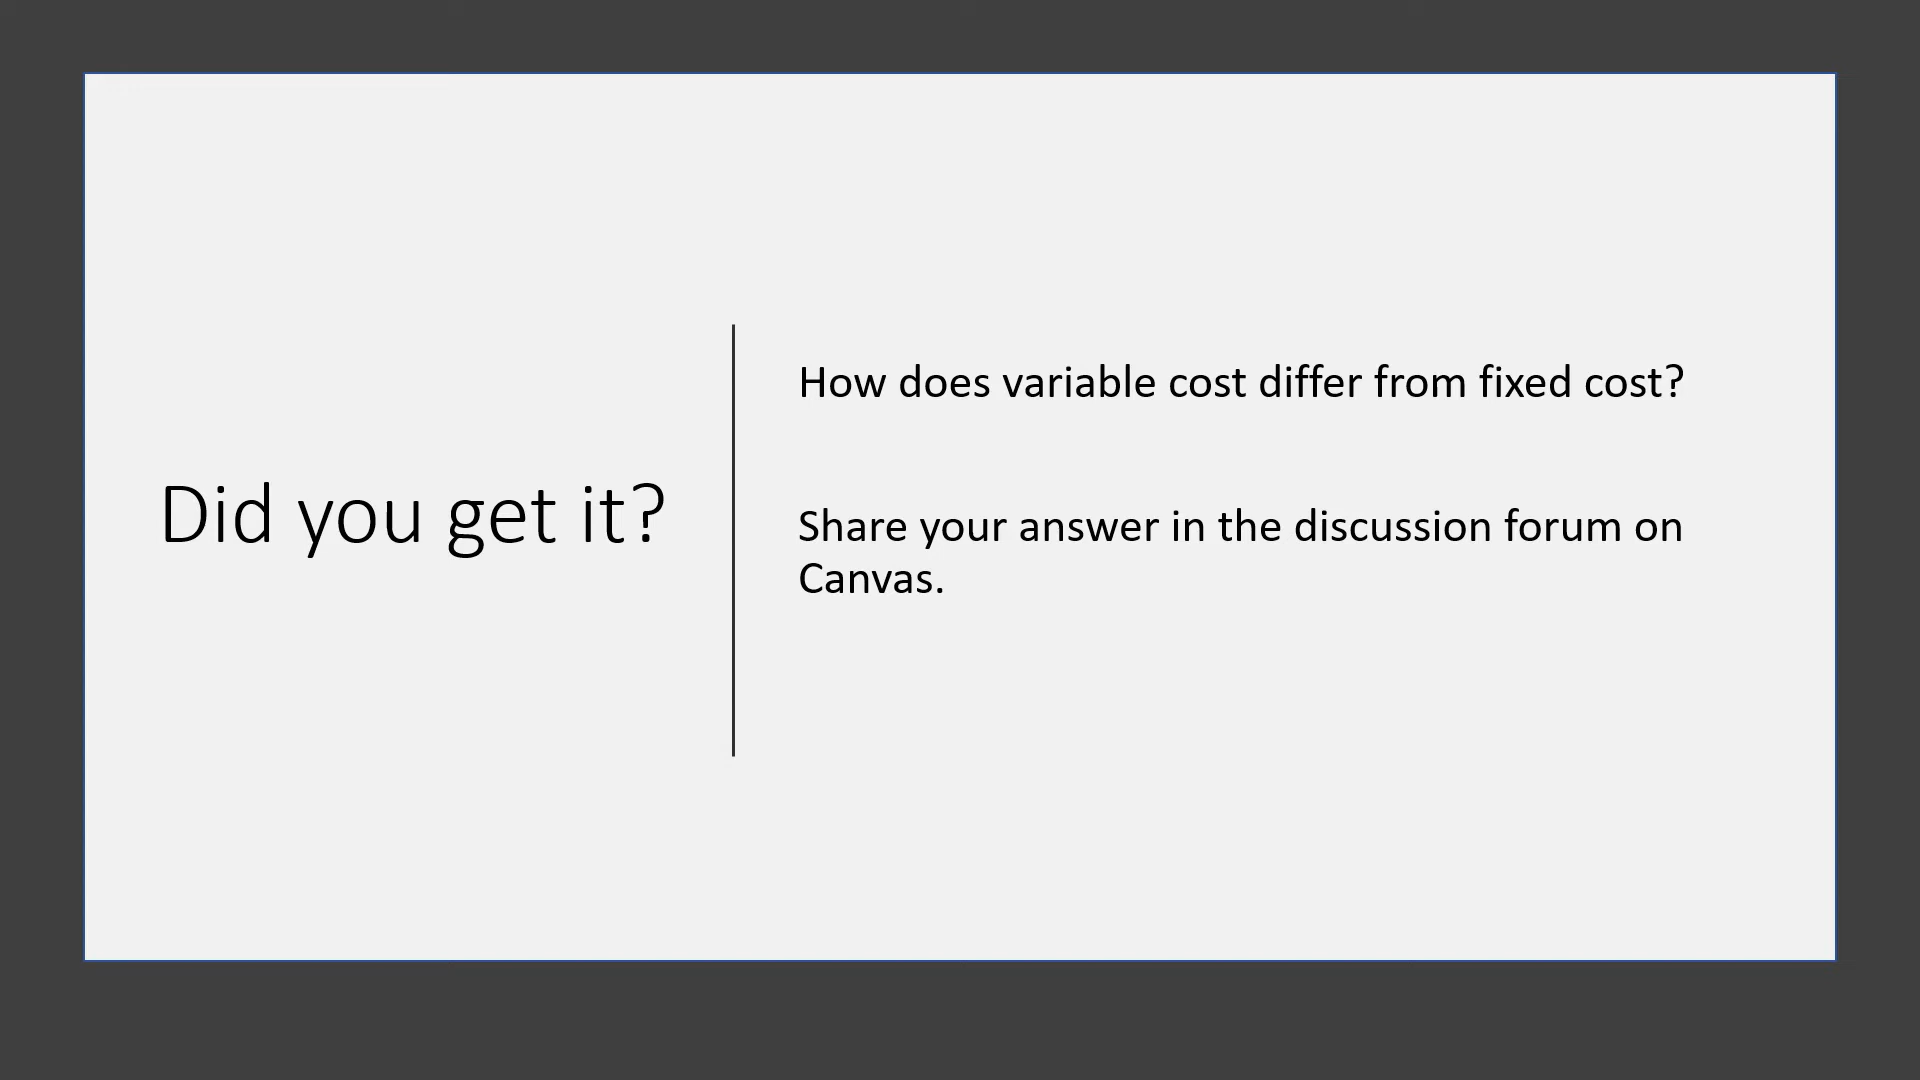 Did you get it?
How does variable cost differ from fixed cost?
Share your answer in the discussion forum on
Canvas.